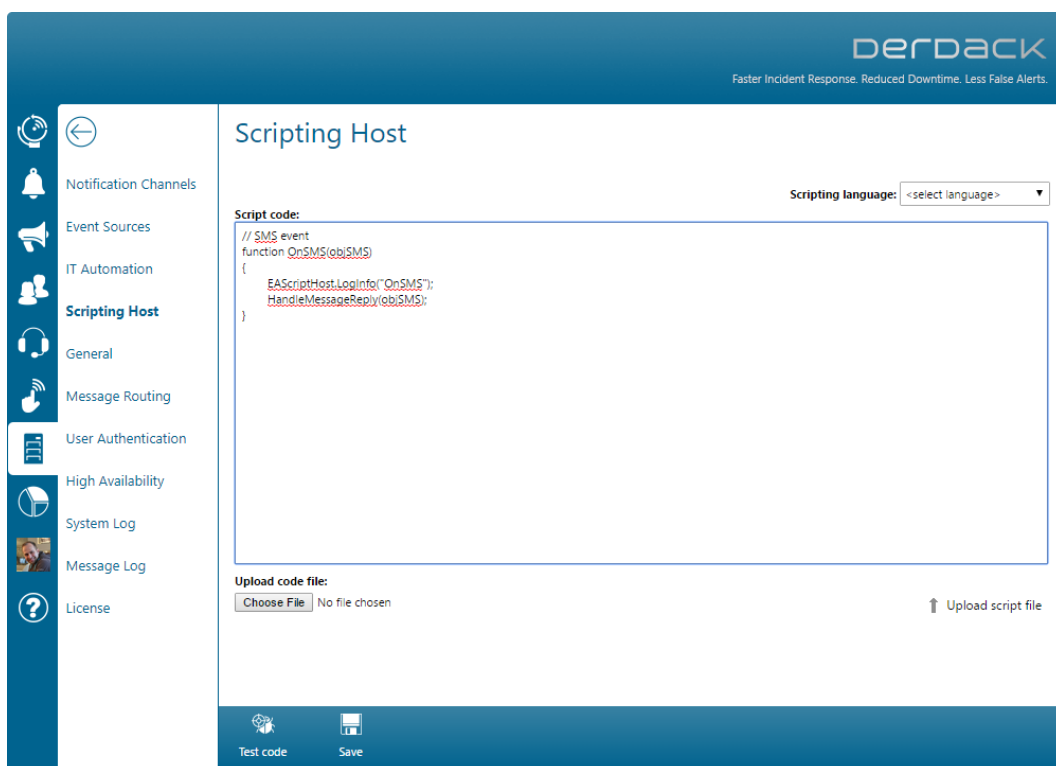 DERDACK
Faster Incident Response. Reduced Downtime. Less False Alerts.
Notification Channels
Event Sources
IT Automation
Scripting Host
General
Message Routing
User Authentication
High Availability
System Log
Message Log
License
Scripting Host
Scripting language: <select language>
Script code:
// SMS event
function OnSMS(objSMS)
{
EAScriptHost.LogInfo("OnSMS");
HandleMessageReply(objSMS);
}
Upload code file:
Choose File No file chosen
Upload script file
Test code Save